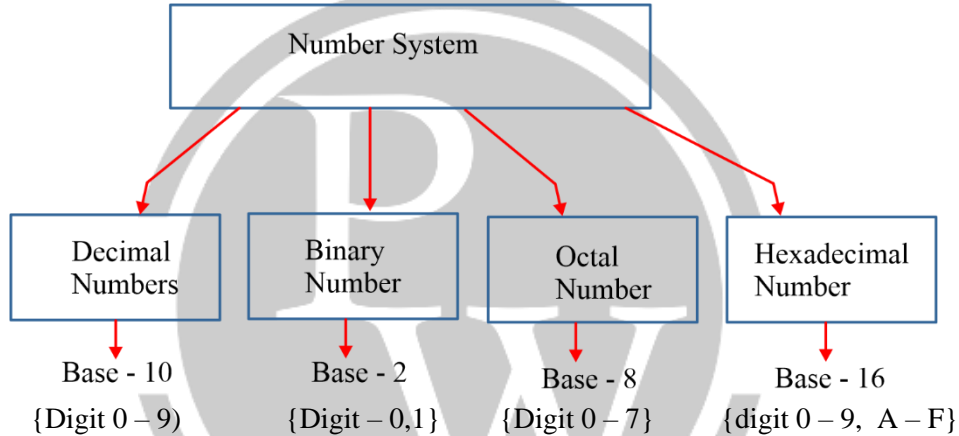 Number System
Decimal
Numbers
Binary
Number
Octal
Number
Hexadecimal
Number
Base - 10
Base - 2
Base - 8
Base - 16
{Digit 0 – 9)
{Digit – 0,1}
{Digit 0 – 7}
{digit 0 – 9, A – F}
PW